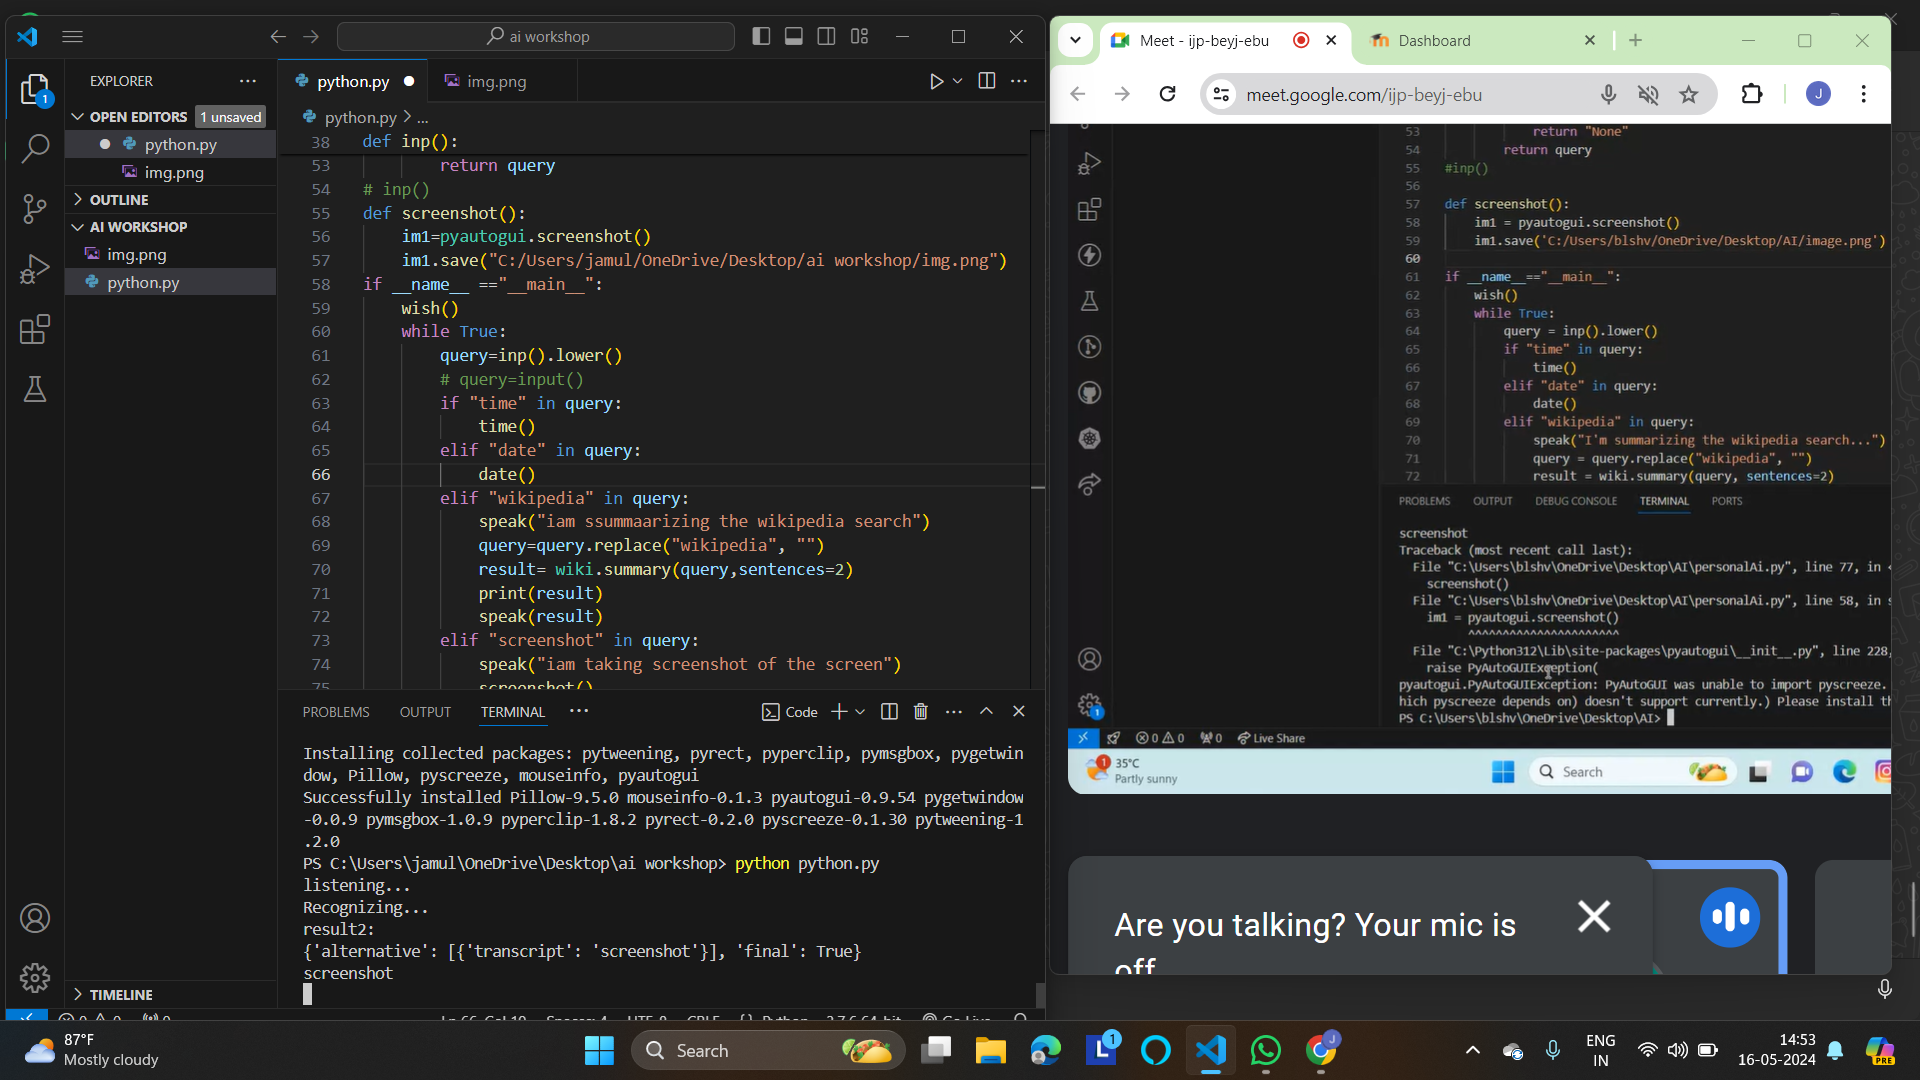 ai workshop
EXPLORER
OPEN EDITORS 1 unsaved
python.py
img.png
OUTLINE
AI WORKSHOP
img.png
python.py
TIMELINE
1
python.py
img.png
python.py > ...
38 def inp():
53 return query
54 # inp()
55 def screenshot():
56 im1=pyautogui.screenshot()
57 im1.save("C:/Users/jamul/OneDrive/Desktop/ai workshop/img.png")
58 if __name__ =="__main__":
59 wish()
60 while True:
61 query=inp().lower()
62 # query=input()
63 if "time" in query:
64 time()
65 elif "date" in query:
66 date()
67 elif "wikipedia" in query:
68 speak("iam ssummaarizing the wikipedia search")
69 query=query.replace("wikipedia", "")
70 result= wiki.summary(query,sentences=2)
71 print(result)
72 speak(result)
73 elif "screenshot" in query:
74 speak("iam taking screenshot of the screen")
75 screenshot()
PROBLEMS OUTPUT TERMINAL Code
Installing collected packages: pytweening, pyrect, pyperclip, pymsgbox, pygetwin
dow, Pillow, pyscreeze, mouseinfo, pyautogui
Successfully installed Pillow-9.5.0 mouseinfo-0.1.3 pyautogui-0.9.54 pygetwindow
-0.0.9 pymsgbox-1.0.9 pyperclip-1.8.2 pyrect-0.2.0 pyscreeze-0.1.30 pytweening-1
.2.0
PS C:\Users\jamul\OneDrive\Desktop\ai workshop> python python.py
listening...
Recognizing...
result2:
{'alternative': [{'transcript': 'screenshot'}], 'final': True}
screenshot
Meet - ijp-beyj-ebu
Dashboard
meet.google.com/ijp-beyj-ebu
J
53 return "None"
54 return query
55 #inp()
56
57 def screenshot():
58 im1 = pyautogui.screenshot()
59 im1.save('C:/Users/blshv/OneDrive/Desktop/AI/image.png')
60
61 if __name__=="__main__":
62 wish()
63 while True:
64 query = inp().lower()
65 if "time" in query:
66 time()
67 elif "date" in query:
68 date()
69 elif "wikipedia" in query:
70 speak("I'm summarizing the wikipedia search...")
71 query = query.replace("wikipedia", "")
72 result = wiki.summary(query, sentences=2)
PROBLEMS OUTPUT DEBUG CONSOLE TERMINAL PORTS
screenshot
Traceback (most recent call last):
File "C:\Users\blshv\OneDrive\Desktop\AI\personalAi.py", line 77, in <
screenshot()
File "C:\Users\blshv\OneDrive\Desktop\AI\personalAi.py", line 58, in s
im1 = pyautogui.screenshot()
^^^^^^^^^^^^^^^^^^^^^^
File "C:\Python312\Lib\site-packages\pyautogui\__init__.py", line 228,
raise PyAutoGUIException(
pyautogui.PyAutoGUIException: PyAutoGUI was unable to import pyscreeze.
hich pyscreeze depends on) doesn't support currently.) Please install th
PS C:\Users\blshv\OneDrive\Desktop\AI>
0 0 0 Live Share
1 35°C
Partly sunny
Search
Are you talking? Your mic is
off
87°F
Mostly cloudy
Search
1
J
ENG
IN
14:53
16-05-2024
PRE